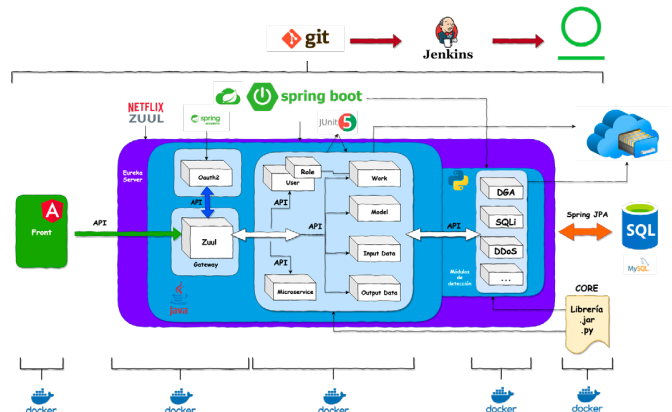 git
Jenkins
NETFLIX
ZUUL
spring
spring boot
JUnit 5
Eureka
Server
Oauth2
Role
User
Work
API
DGA
Front
API
Zuul
API
API
Model
API
SQLi
Spring JPA
SQL
Gateway
Input Data
DDoS
MySQL
API
Java
Microservice
Output Data
Módulos de
detección
...
CORE
Librería
.jar
.py
docker
docker
docker
docker
docker